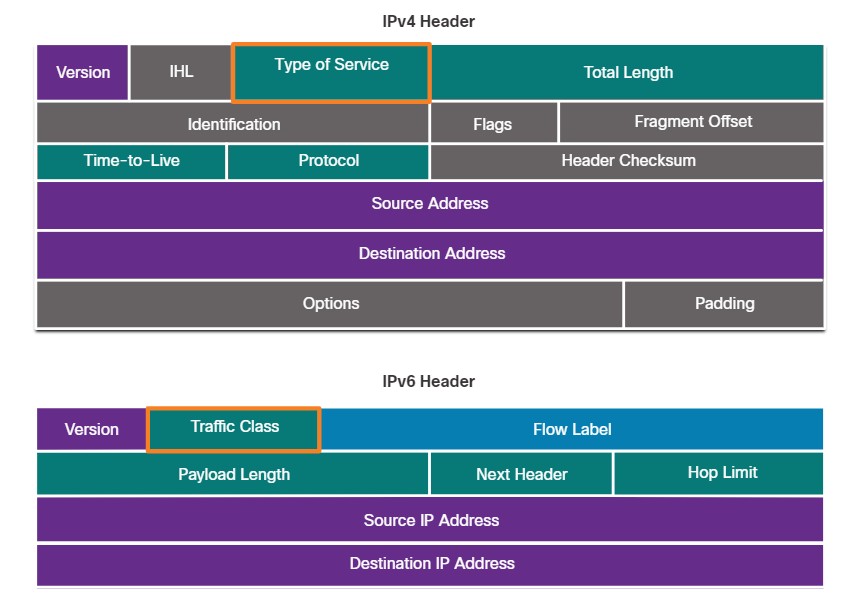 IPv4 Header
Version IHL Type of Service Total Length
Identification Flags Fragment Offset
Time-to-Live Protocol Header Checksum
Source Address
Destination Address
Options Padding
IPv6 Header
Version Traffic Class Flow Label
Payload Length Next Header Hop Limit
Source IP Address
Destination IP Address